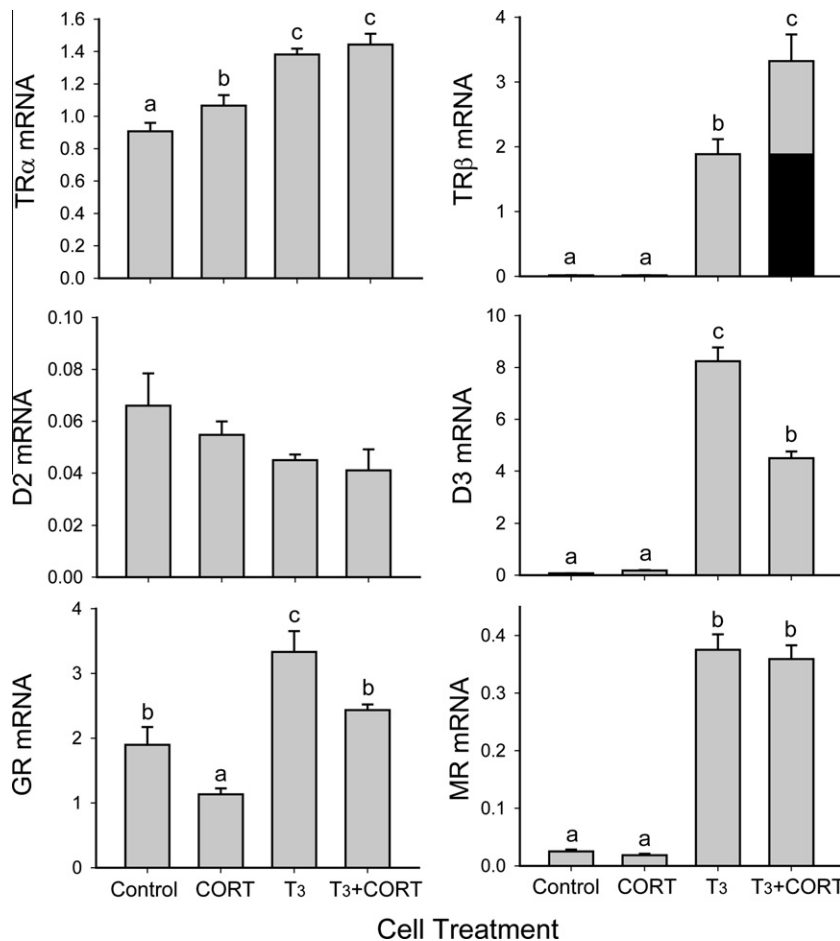 TRα mRNA
1.6
1.4
1.2
1.0
0.8
0.6
0.4
0.2
0.0
a
b
c
c
TRβ mRNA
4
3
2
1
0
a
a
b
c
D2 mRNA
0.10
0.08
0.06
0.04
0.02
0.00
D3 mRNA
10
8
6
4
2
0
a
a
c
b
GR mRNA
4
3
2
1
0
b
a
c
b
Control CORT T3 T3+CORT
MR mRNA
0.4
0.3
0.2
0.1
0.0
a
a
b
b
Control CORT T3 T3+CORT
Cell Treatment